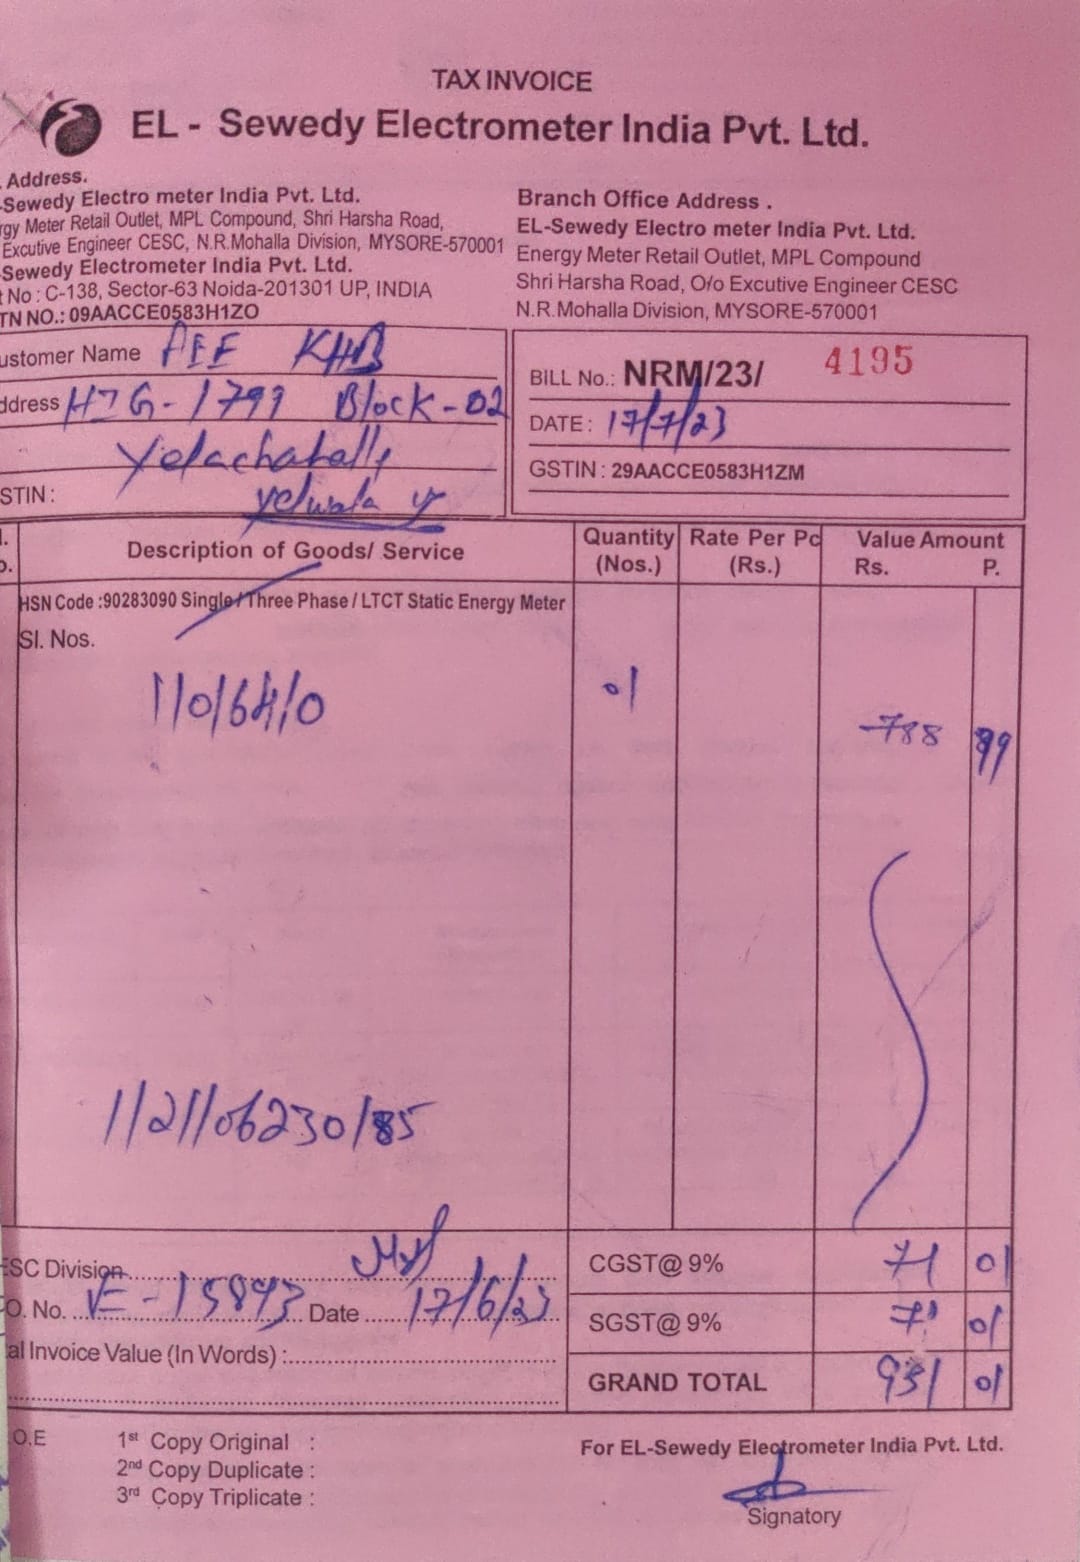 TAX INVOICE
EL - Sewedy Electrometer India Pvt. Ltd.
Address.
-Sewedy Electro meter India Pvt. Ltd.
rgy Meter Retail Outlet, MPL Compound, Shri Harsha Road,
Excutive Engineer CESC, N.R.Mohalla Division, MYSORE-570001
Sewedy Electrometer India Pvt. Ltd.
No : C-138, Sector-63 Noida-201301 UP, INDIA
TN NO.: 09AACCE0583H1ZO
Branch Office Address .
EL-Sewedy Electro meter India Pvt. Ltd.
Energy Meter Retail Outlet, MPL Compound
Shri Harsha Road, O/o Excutive Engineer CESC
N.R.Mohalla Division, MYSORE-570001
ustomer Name KHB
ddress HIG-1799 Block-02
Yelachahally
STIN :
yelwala
BILL No.: NRM/23/ 4195
DATE : 17/7/23
GSTIN : 29AACCE0583H1ZM
Description of Goods/ Service
Quantity (Nos.)
Rate Per Pc (Rs.)
Value Amount
Rs. P.
HSN Code :90283090 Single / Three Phase / LTCT Static Energy Meter
Sl. Nos.
01
788 99
CGST@ 9% 71 01
SGST@ 9% 71 01
GRAND TOTAL 931 01
ESC Division
O. No. Date 17/6/23
al Invoice Value (In Words) :
O.E
1st Copy Original :
2nd Copy Duplicate :
3rd Copy Triplicate :
For EL-Sewedy Electrometer India Pvt. Ltd.
Signatory